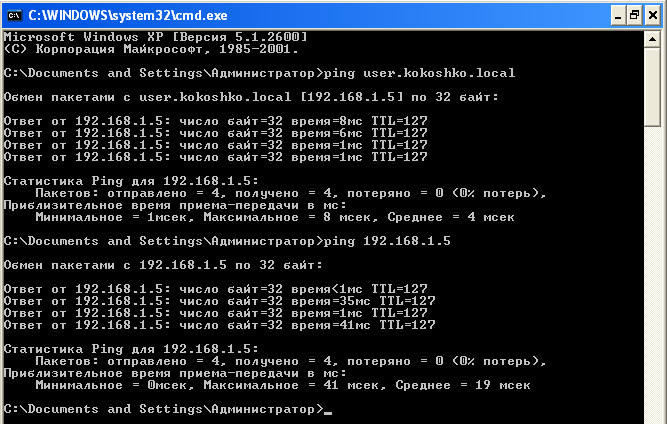 C:\WINDOWS\system32\cmd.exe
Microsoft Windows XP [Версия 5.1.2600]
(С) Корпорация Майкрософт, 1985-2001.
C:\Documents and Settings\Администратор>ping user.kokoshko.local
Обмен пакетами с user.kokoshko.local [192.168.1.5] по 32 байт:
Ответ от 192.168.1.5: число байт=32 время=8мс TTL=127
Ответ от 192.168.1.5: число байт=32 время=6мс TTL=127
Ответ от 192.168.1.5: число байт=32 время=1мс TTL=127
Ответ от 192.168.1.5: число байт=32 время=1мс TTL=127
Статистика Ping для 192.168.1.5:
Пакетов: отправлено = 4, получено = 4, потеряно = 0 (0% потерь),
Приблизительное время приема-передачи в мс:
Минимальное = 1мсек, Максимальное = 8 мсек, Среднее = 4 мсек
C:\Documents and Settings\Администратор>ping 192.168.1.5
Обмен пакетами с 192.168.1.5 по 32 байт:
Ответ от 192.168.1.5: число байт=32 время<1мс TTL=127
Ответ от 192.168.1.5: число байт=32 время=35мс TTL=127
Ответ от 192.168.1.5: число байт=32 время=1мс TTL=127
Ответ от 192.168.1.5: число байт=32 время=41мс TTL=127
Статистика Ping для 192.168.1.5:
Пакетов: отправлено = 4, получено = 4, потеряно = 0 (0% потерь),
Приблизительное время приема-передачи в мс:
Минимальное = 0мсек, Максимальное = 41 мсек, Среднее = 19 мсек
C:\Documents and Settings\Администратор>_